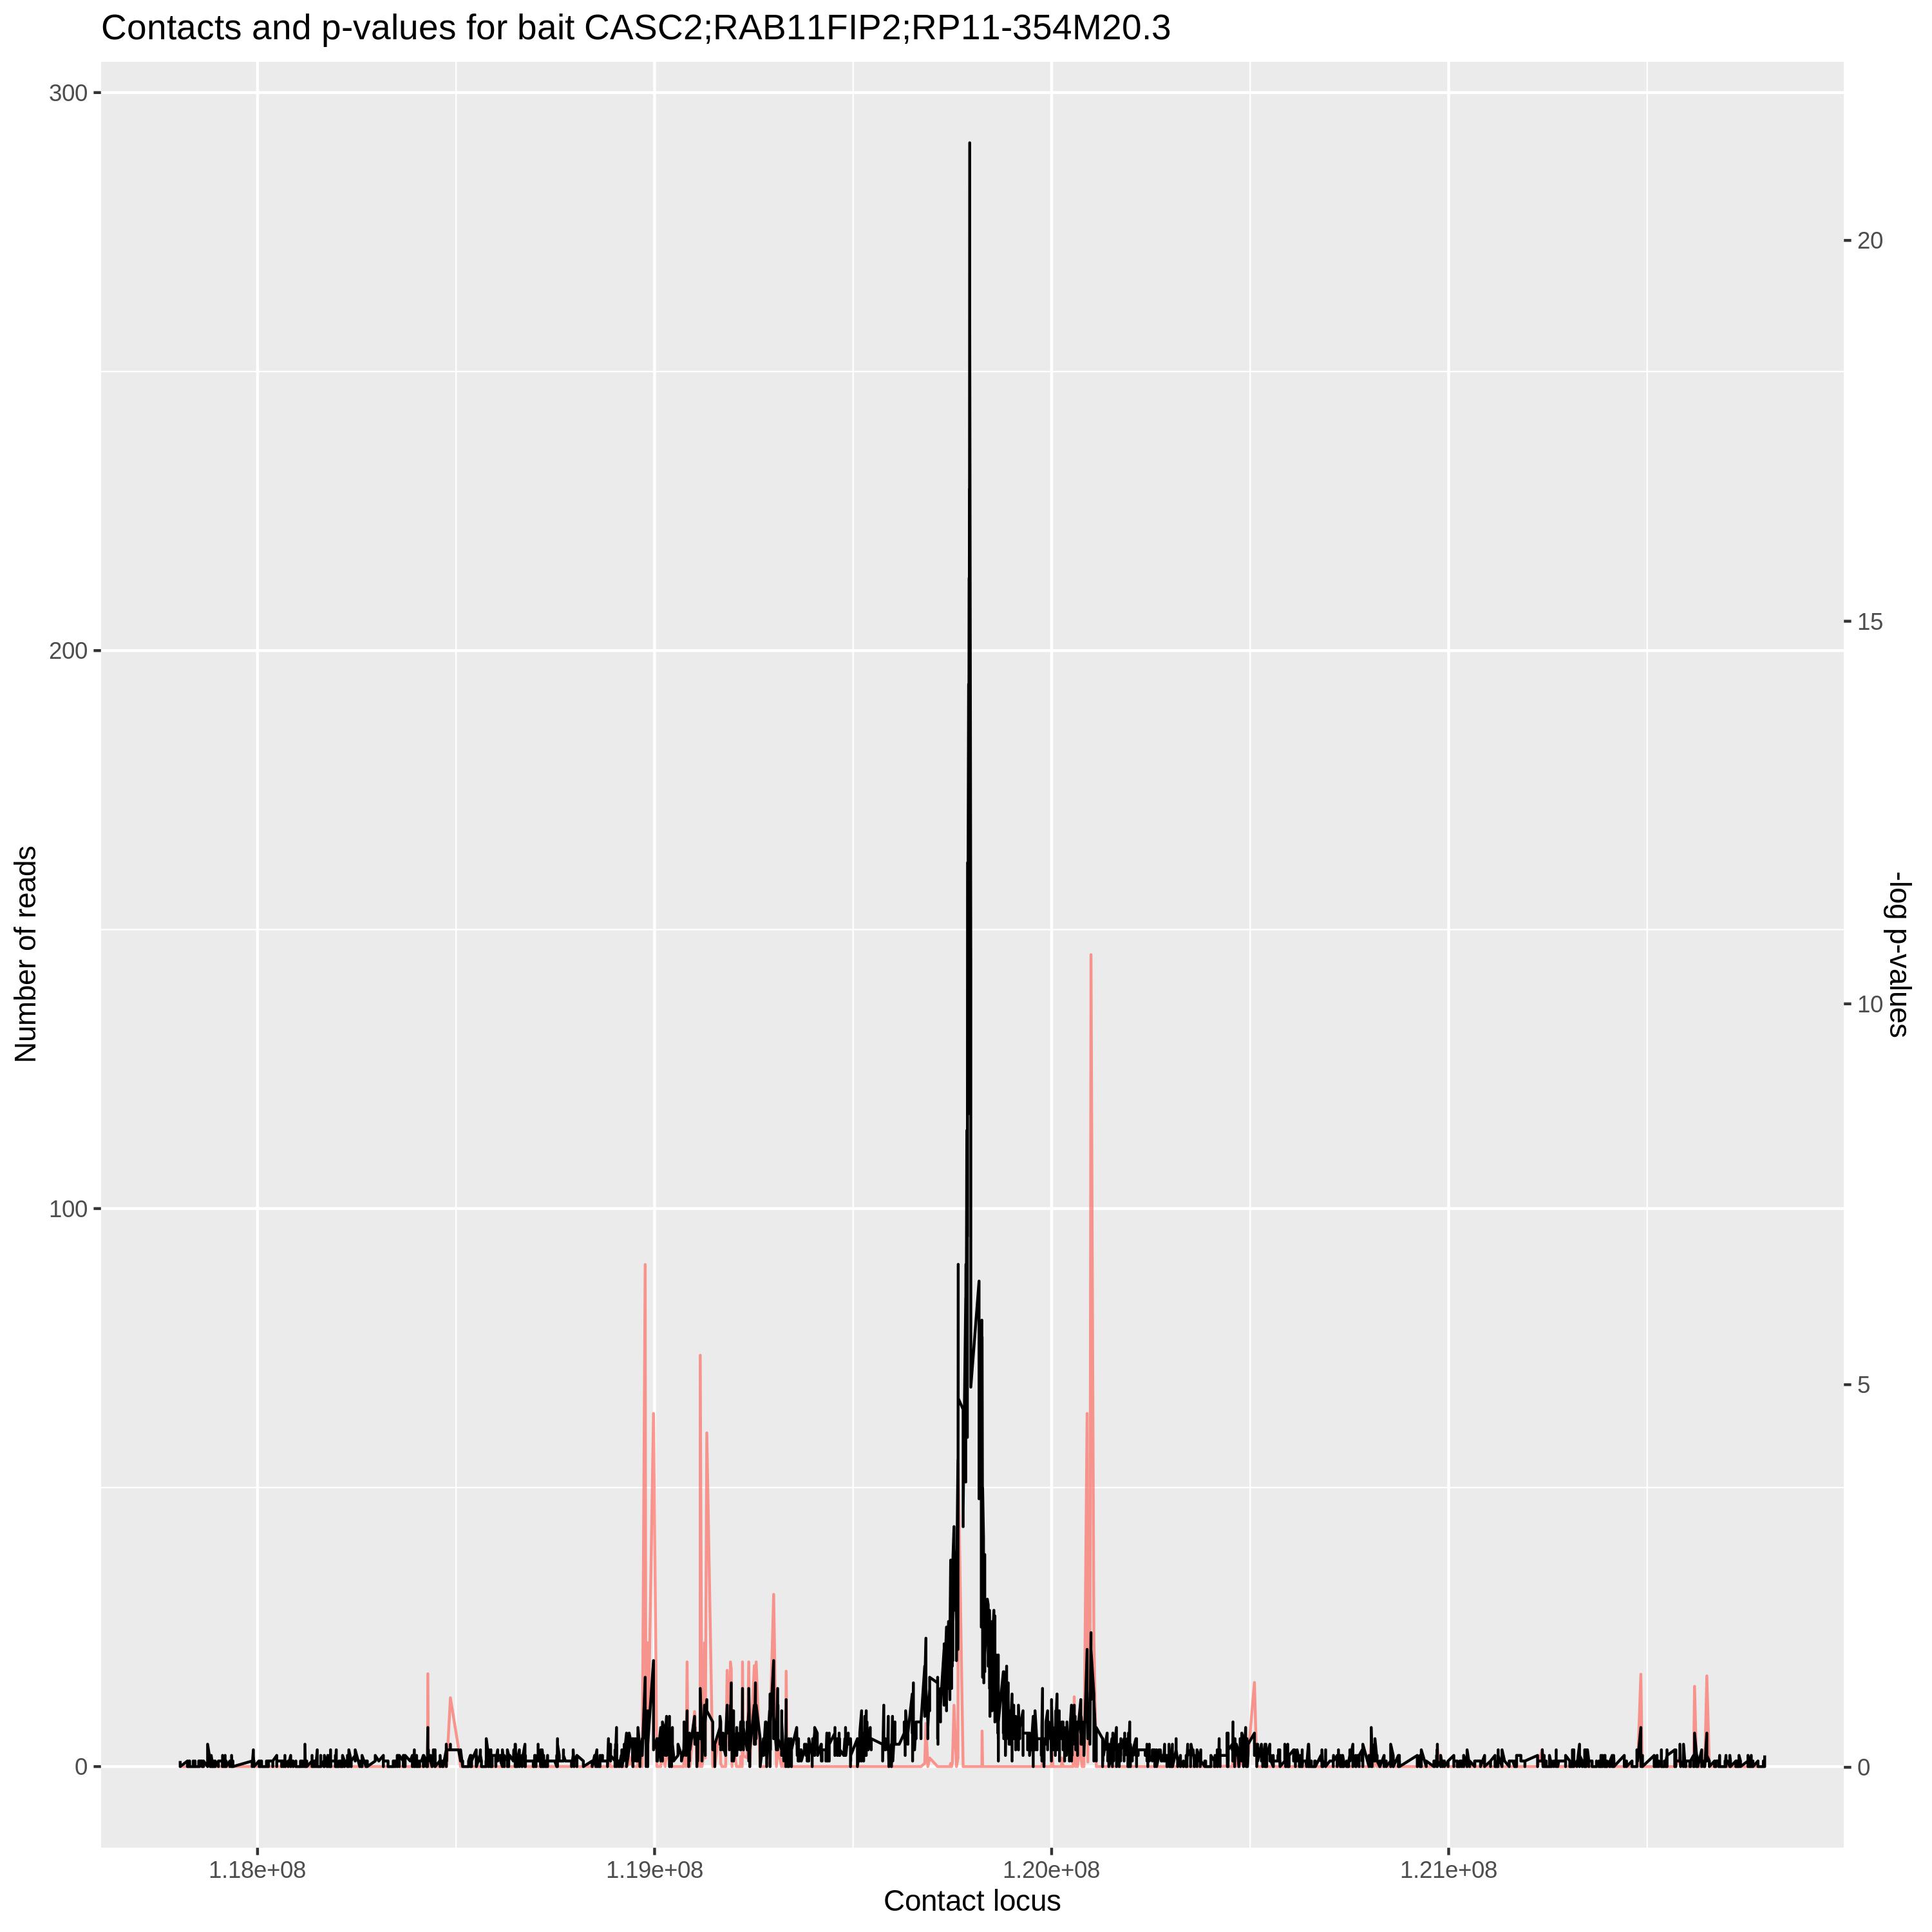 Contacts and p-values for bait CASC2;RAB11FIP2;RP11-354M20.3
300
200
100
0
Number of reads
20
15
10
5
0
-log p-values
1.18e+08 1.19e+08 1.20e+08 1.21e+08
Contact locus